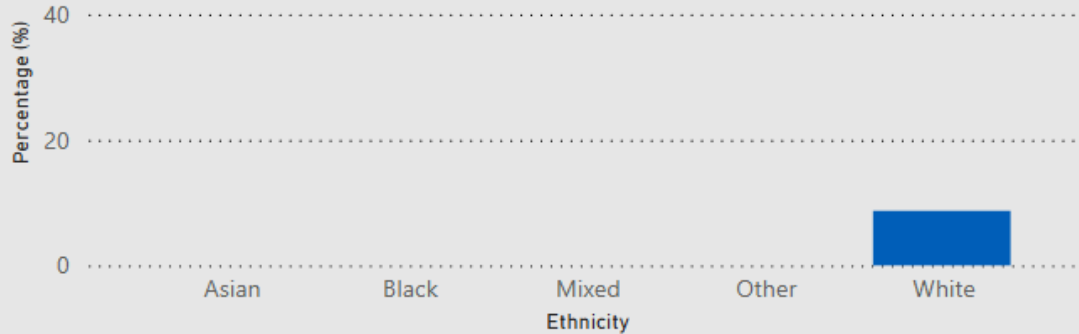 40
Percentage (%)
20
0
Asian Black Mixed Other White
Ethnicity